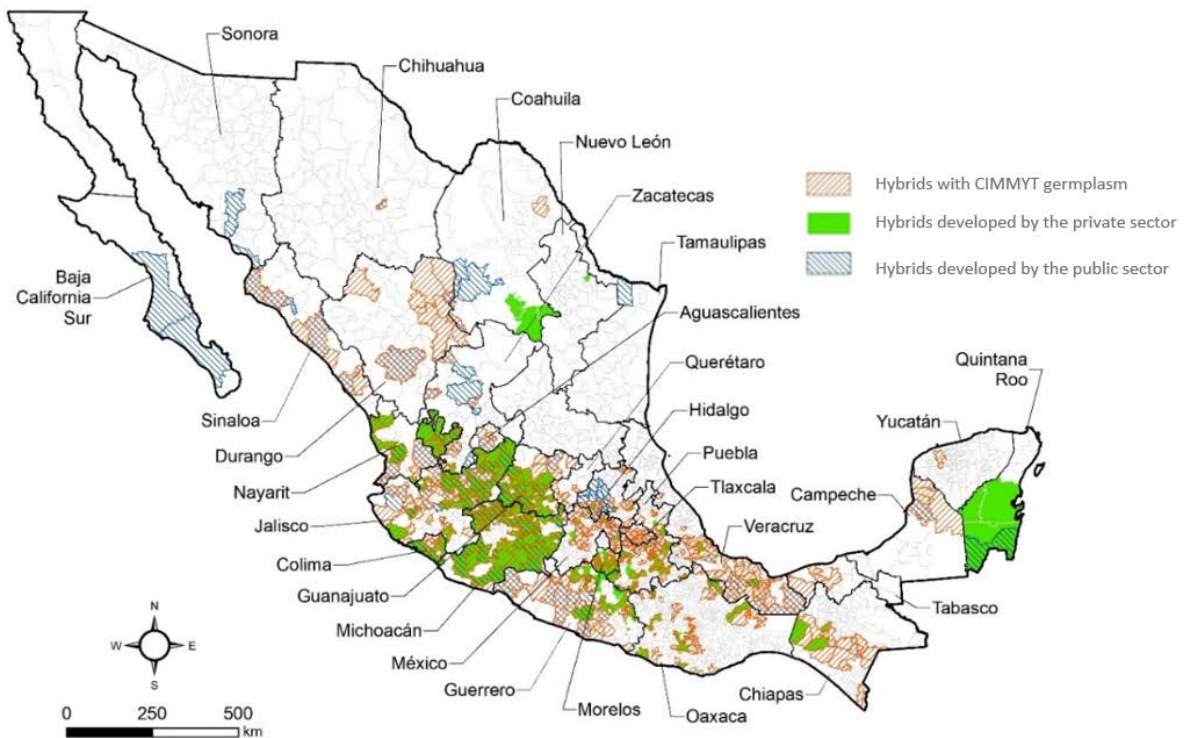 Sonora
Chihuahua
Coahuila
Nuevo León
Zacatecas
Tamaulipas
Aguascalientes
Querétaro
Hidalgo
Puebla
Tlaxcala
Veracruz
Hybrids with CIMMYT germplasm
Hybrids developed by the private sector
Hybrids developed by the public sector
Quintana
Roo
Yucatán
Campeche
Tabasco
Baja
California
Sur
Sinaloa
Durango
Nayarit
Jalisco
Colima
Guanajuato
Michoacán
México
Guerrero
Morelos
Oaxaca
Chiapas
N
W
E
S
0 250 500
km